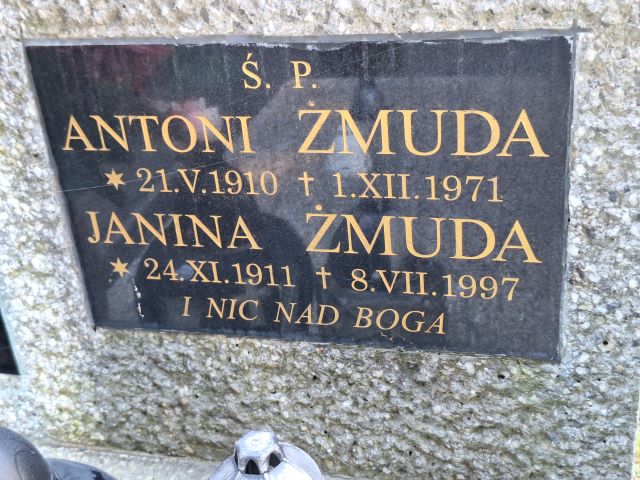 Ś. P.
ANTONI ŻMUDA
✶ 21.V.1910 † 1.XII.1971
JANINA ŻMUDA
✶ 24.XI.1911 † 8.VII.1997
I NIC NAD BOGA